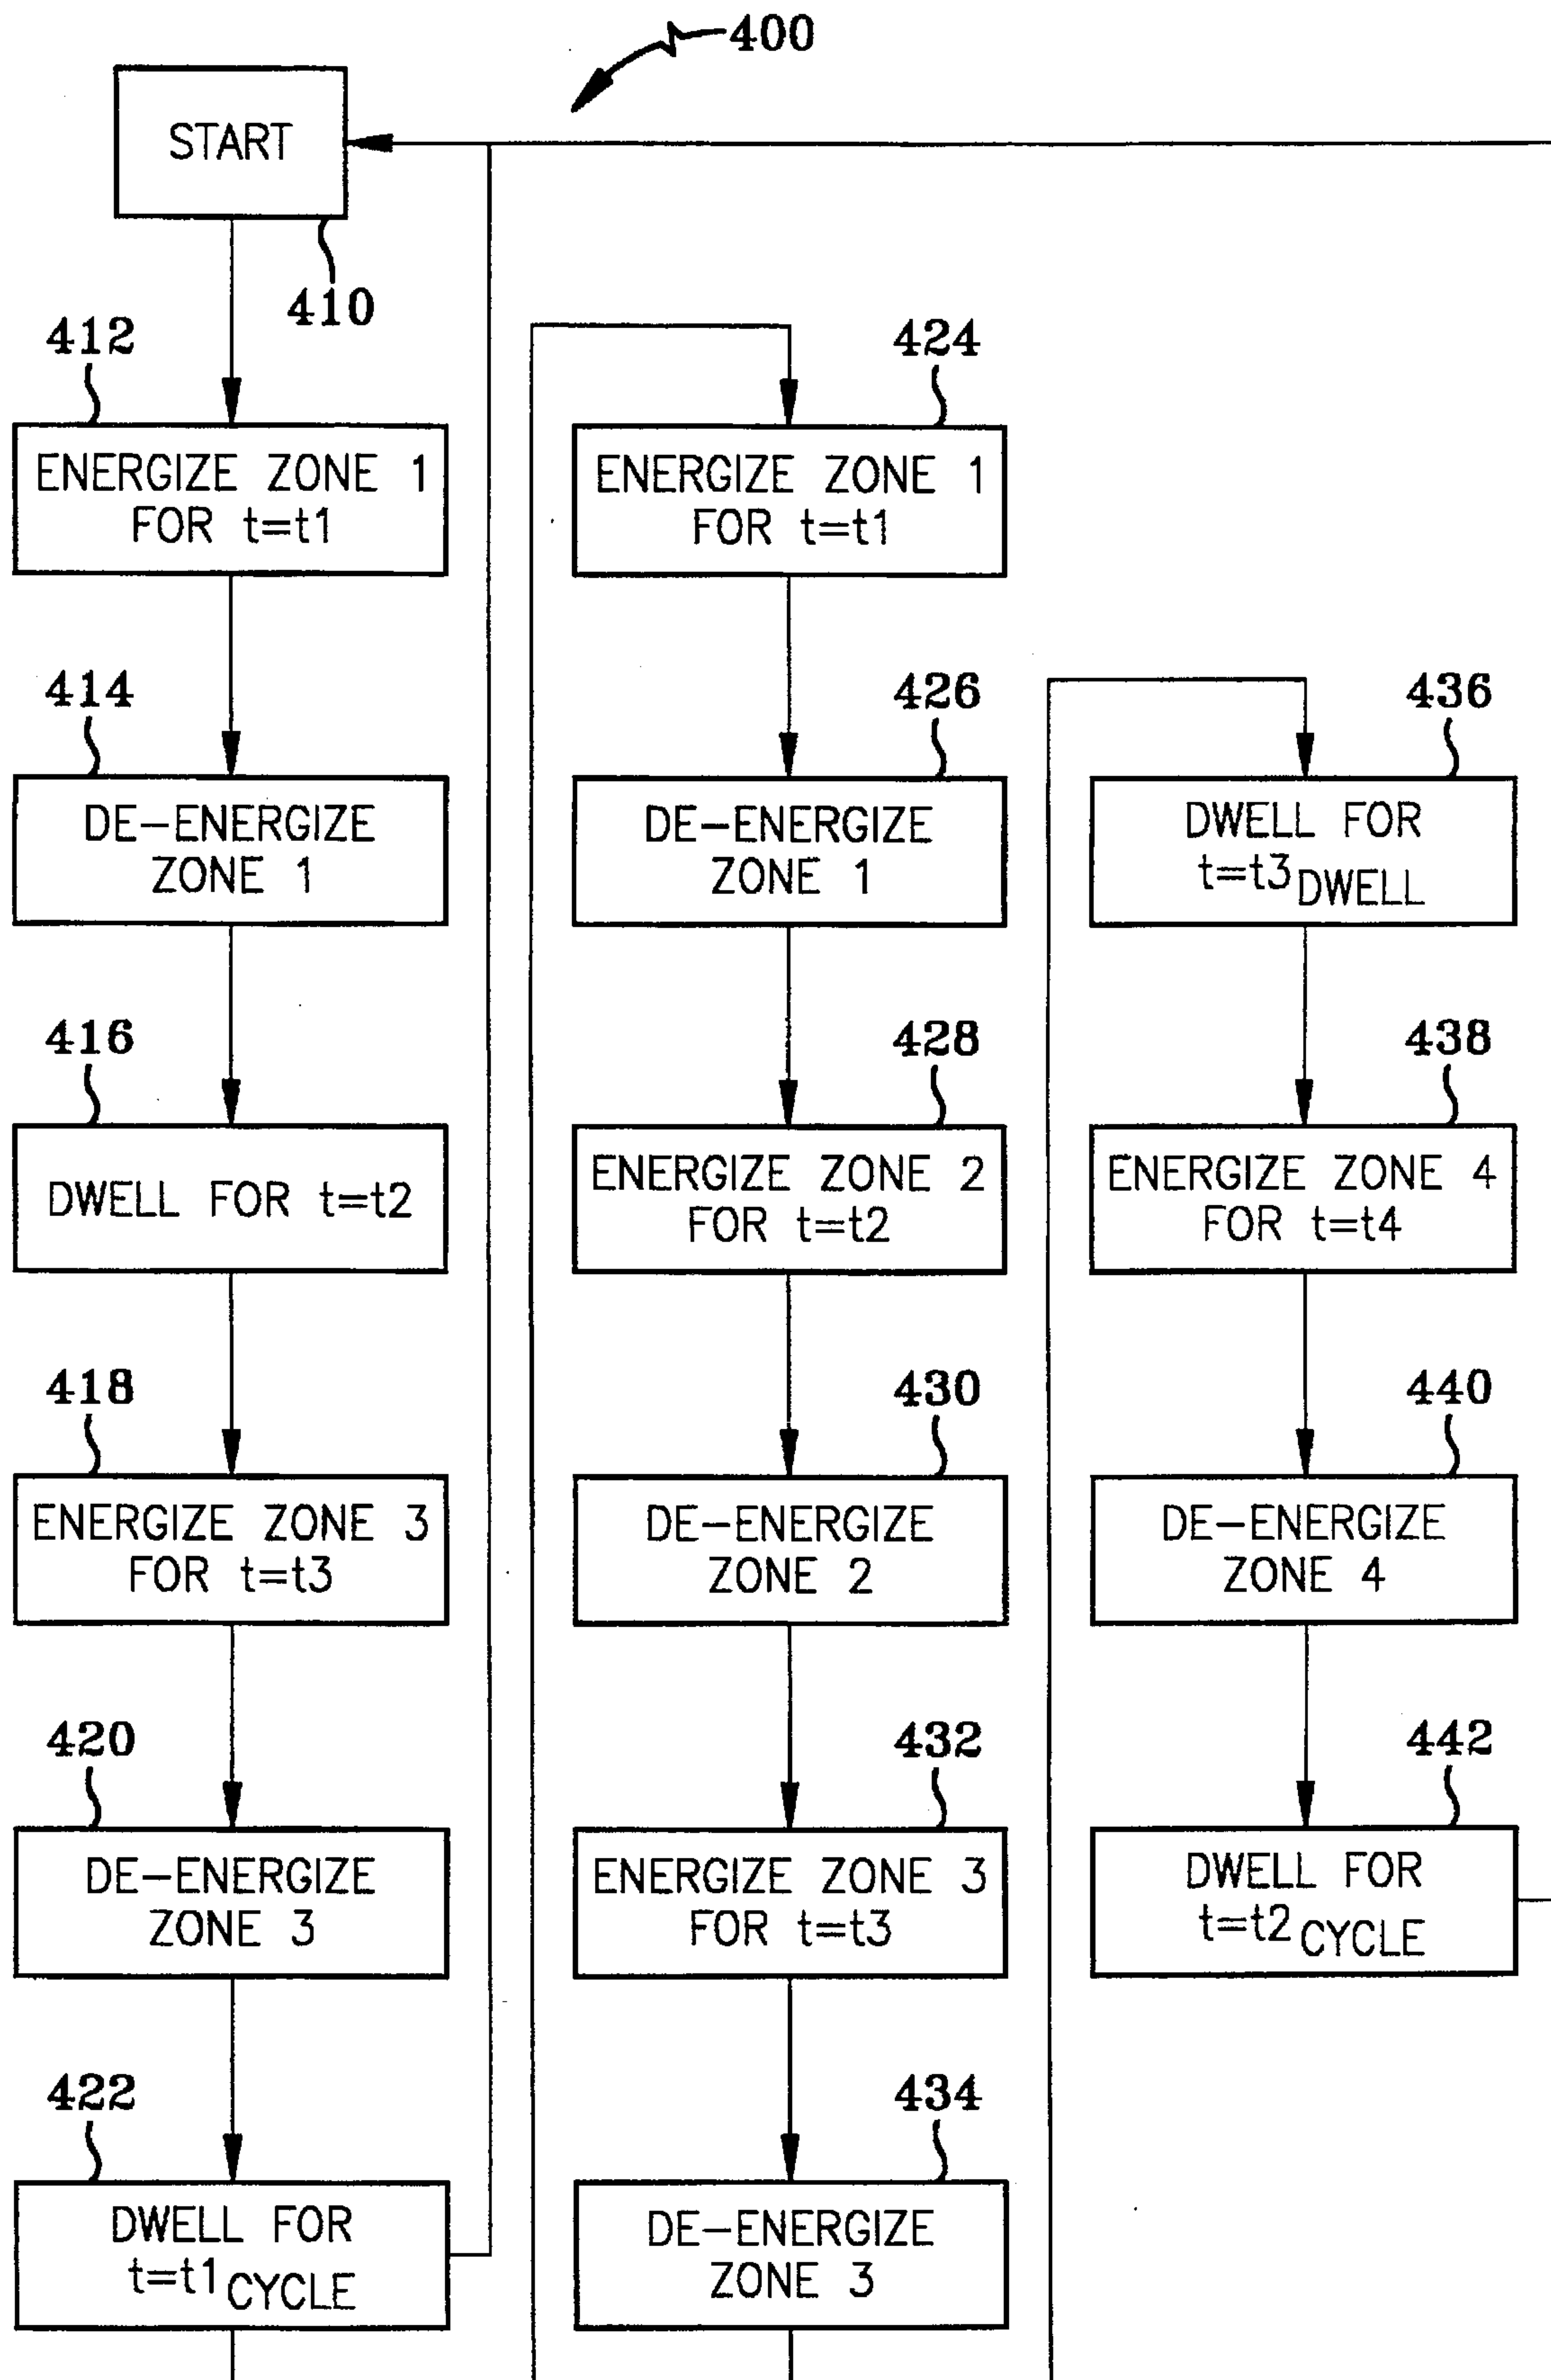 400
START
410
412
ENERGIZE ZONE 1
FOR t=t1
414
DE-ENERGIZE
ZONE 1
416
DWELL FOR t=t2
418
ENERGIZE ZONE 3
FOR t=t3
420
DE-ENERGIZE
ZONE 3
422
DWELL FOR
t=t1CYCLE
424
ENERGIZE ZONE 1
FOR t=t1
426
DE-ENERGIZE
ZONE 1
428
ENERGIZE ZONE 2
FOR t=t2
430
DE-ENERGIZE
ZONE 2
432
ENERGIZE ZONE 3
FOR t=t3
434
DE-ENERGIZE
ZONE 3
436
DWELL FOR
t=t3DWELL
438
ENERGIZE ZONE 4
FOR t=t4
440
DE-ENERGIZE
ZONE 4
442
DWELL FOR
t=t2CYCLE